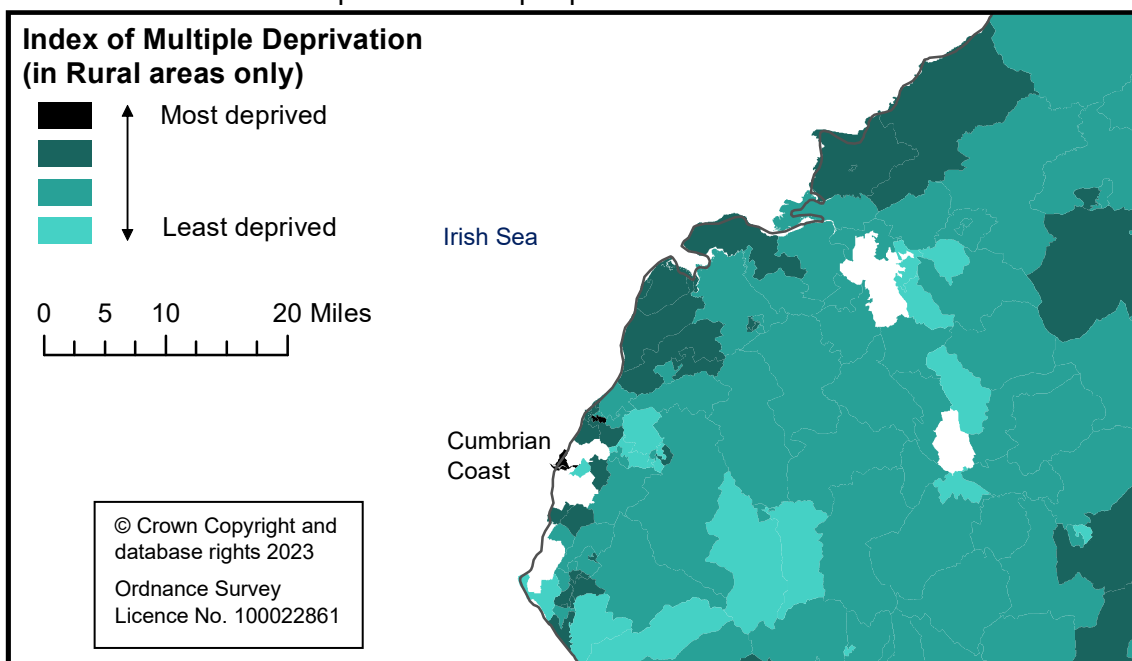 Index of Multiple Deprivation
(in Rural areas only)
Most deprived
Least deprived
0 5 10 20 Miles
Irish Sea
Cumbrian
Coast
© Crown Copyright and
database rights 2023
Ordnance Survey
Licence No. 100022861